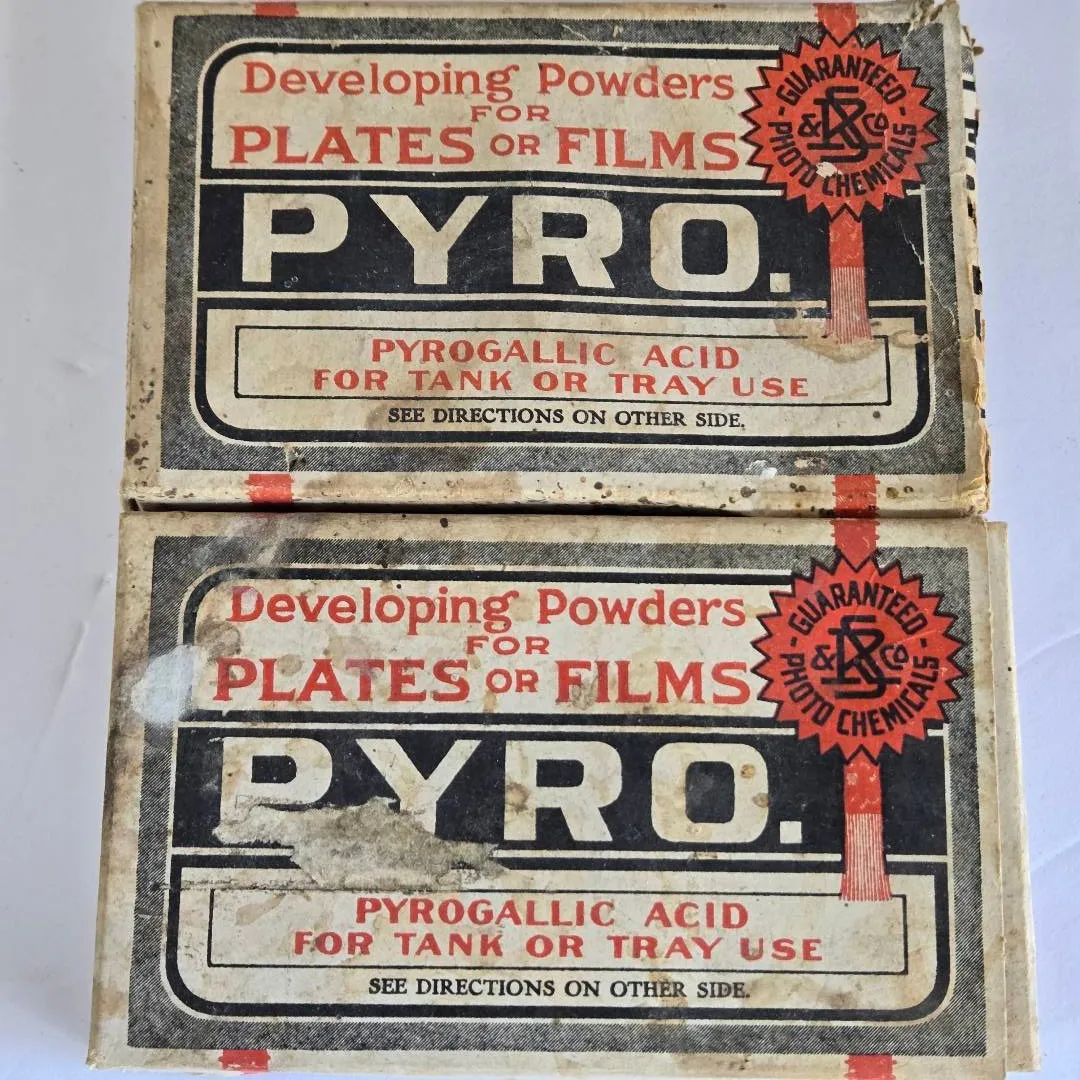 Developing Powders
FOR
PLATES OR FILMS
GUARANTEED
& Co
PHOTO CHEMICALS
PYRO.
PYROGALLIC ACID
FOR TANK OR TRAY USE
SEE DIRECTIONS ON OTHER SIDE.
Developing Powders
FOR
PLATES OR FILMS
GUARANTEED
& Co
PHOTO CHEMICALS
PYRO.
PYROGALLIC ACID
FOR TANK OR TRAY USE
SEE DIRECTIONS ON OTHER SIDE.